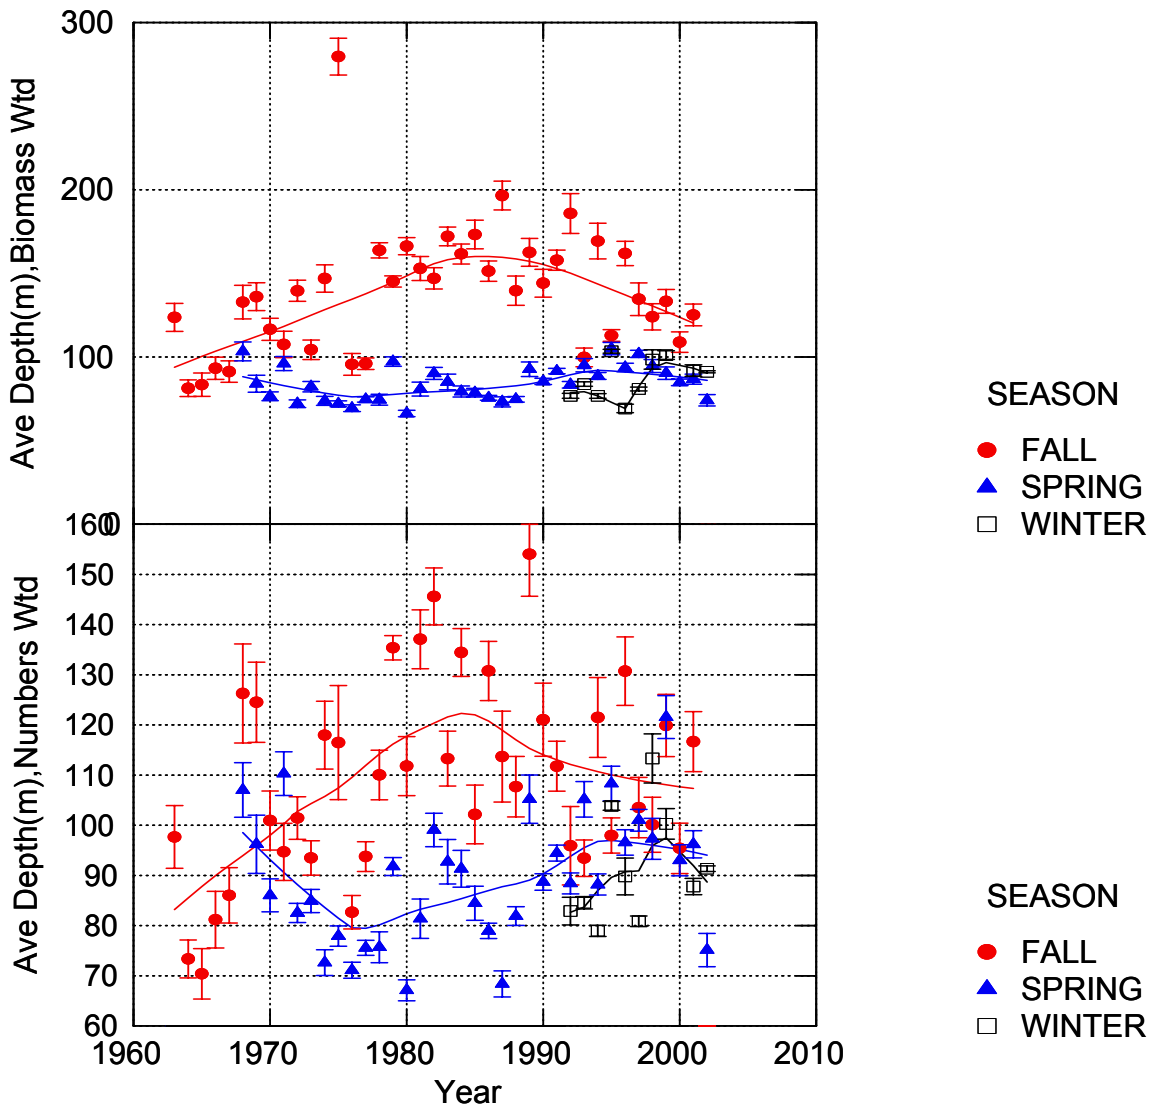 300
200
100
0
Ave Depth(m),Biomass Wtd
SEASON
FALL
SPRING
WINTER
160
150
140
130
120
110
100
90
80
70
60
Ave Depth(m),Numbers Wtd
1960 1970 1980 1990 2000 2010
Year
SEASON
FALL
SPRING
WINTER